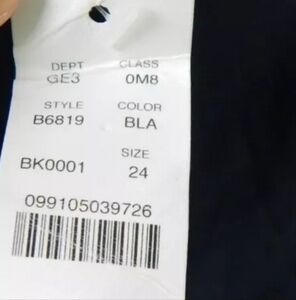 DEPT CLASS
GE3 0M8
STYLE COLOR
B6819 BLA
SIZE
BK0001 24
099105039726